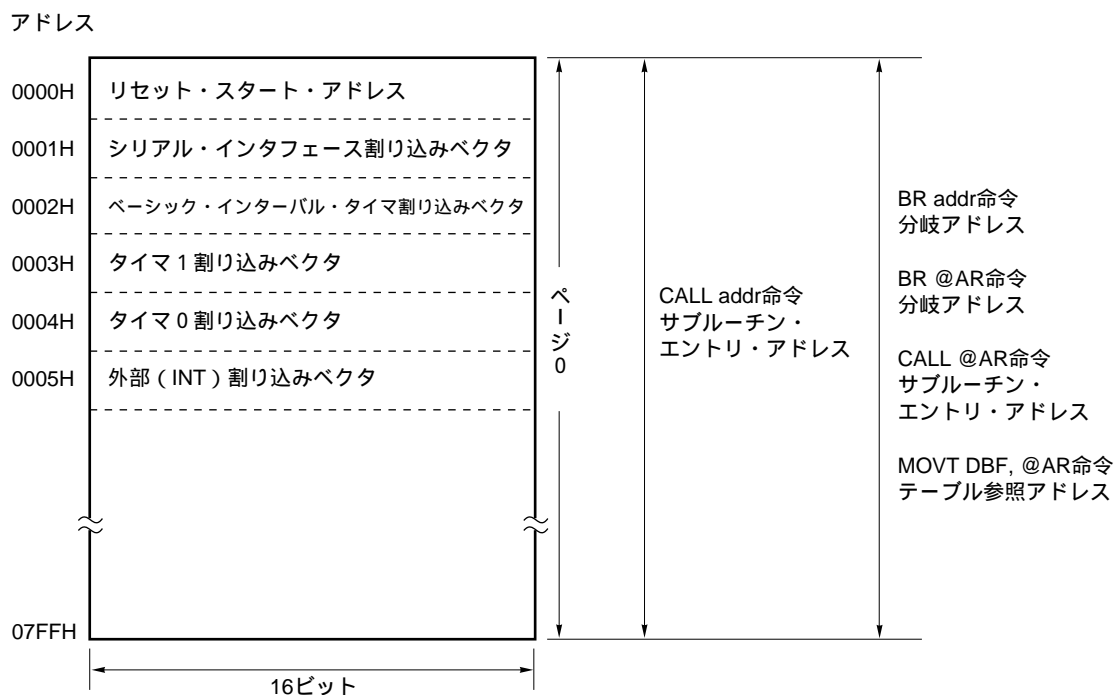 アドレス
0000H リセット・スタート・アドレス
0001H シリアル・インタフェース割り込みベクタ
0002H ベーシック・インターバル・タイマ割り込みベクタ
0003H タイマ1割り込みベクタ
0004H タイマ0割り込みベクタ
0005H 外部(INT)割り込みベクタ
07FFH
16ビット
ページ0
CALL addr命令
サブルーチン・
エントリ・アドレス
BR addr命令
分岐アドレス
BR @AR命令
分岐アドレス
CALL @AR命令
サブルーチン・
エントリ・アドレス
MOVT DBF, @AR命令
テーブル参照アドレス